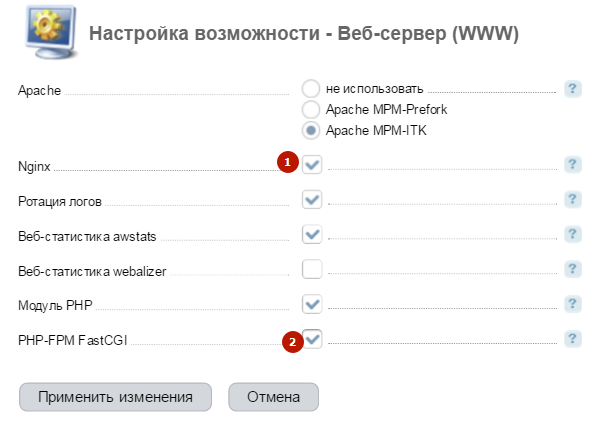 Настройка возможности - Веб-сервер (WWW)
Apache не использовать ?
Apache MPM-Prefork
Apache MPM-ITK
Nginx 1 ?
Ротация логов ?
Веб-статистика awstats ?
Веб-статистика webalizer ?
Модуль PHP ?
PHP-FPM FastCGI 2 ?
Применить изменения Отмена